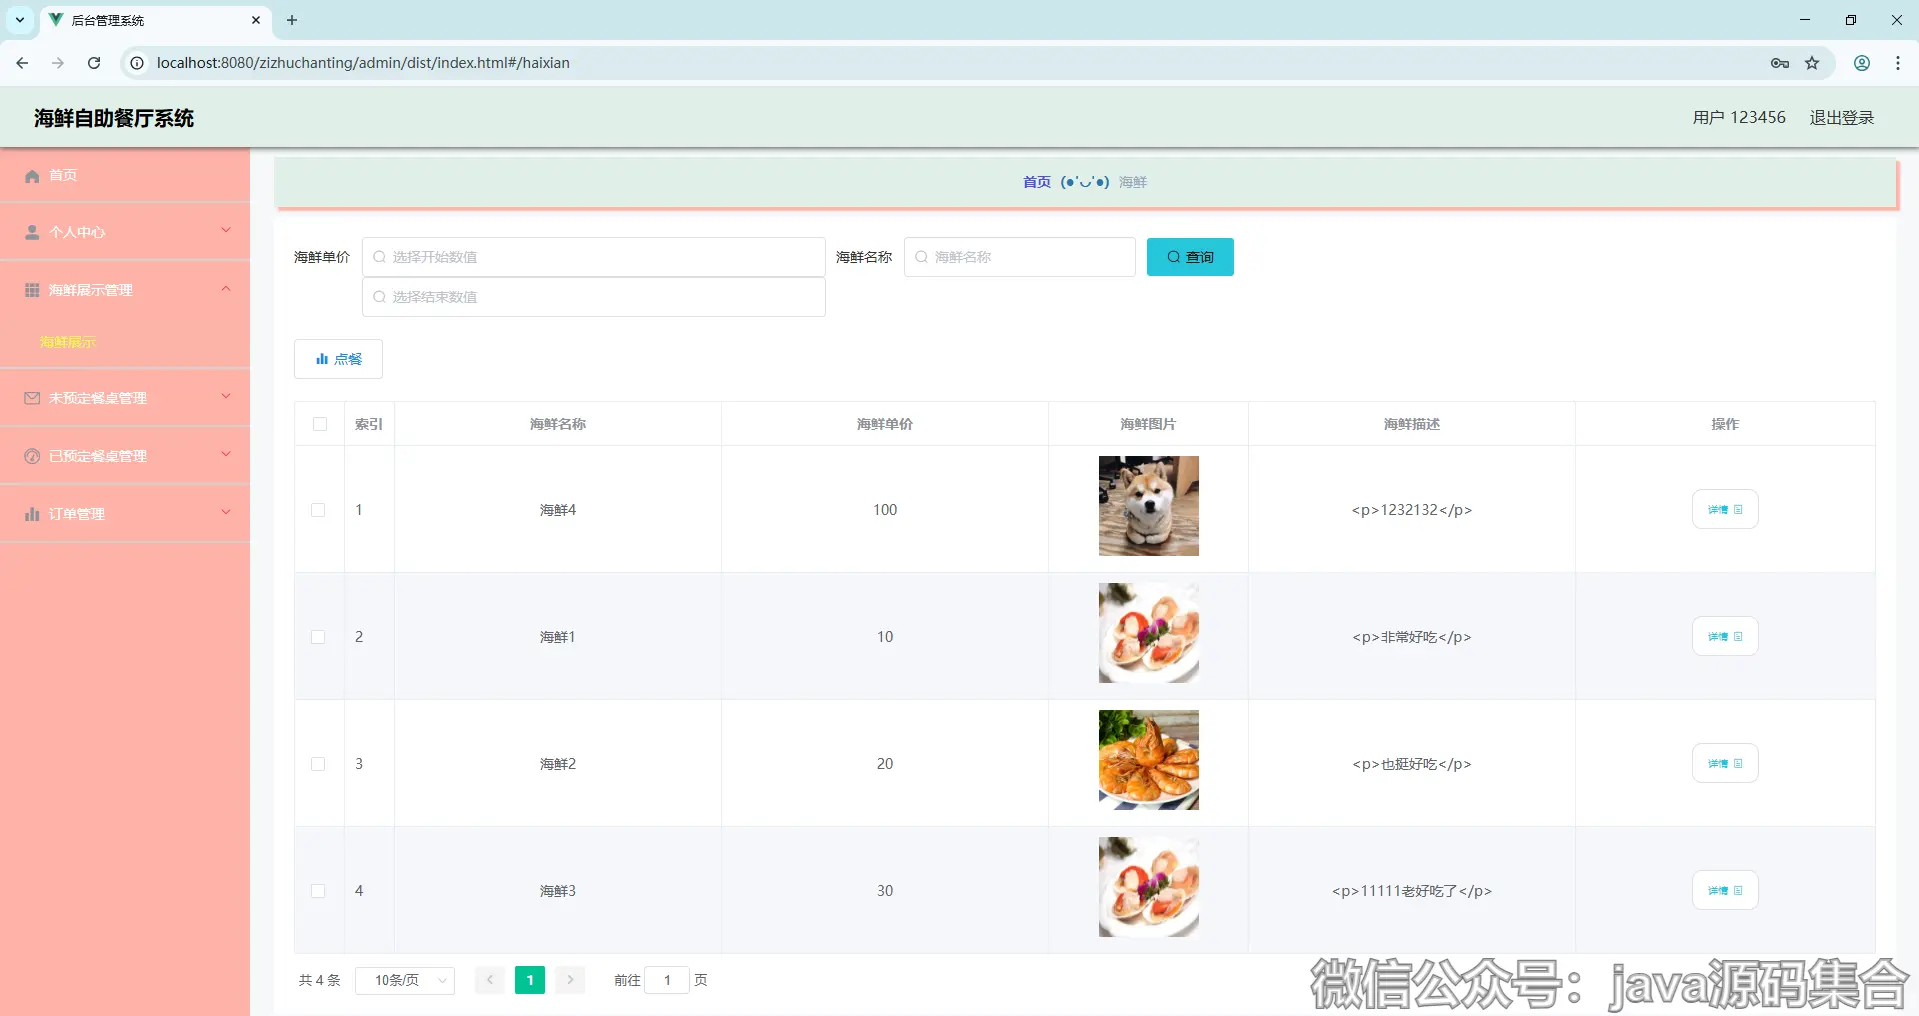 后台管理系统
localhost:8080/zizhuchanting/admin/dist/index.html#/haixian
海鲜自助餐厅系统
用户 123456 退出登录
首页
个人中心
海鲜展示管理
海鲜展示
未预定餐桌管理
已预定餐桌管理
订单管理
首页 (●'◡'●) 海鲜
海鲜单价 选择开始数值 海鲜名称 海鲜名称 查询
选择结束数值
点餐
索引 海鲜名称 海鲜单价 海鲜图片 海鲜描述 操作
1 海鲜4 100 <p>1232132</p> 详情
2 海鲜1 10 <p>非常好吃</p> 详情
3 海鲜2 20 <p>也挺好吃</p> 详情
4 海鲜3 30 <p>11111老好吃了</p> 详情
共 4 条 10条/页 1 前往 1 页
微信公众号：java源码集合